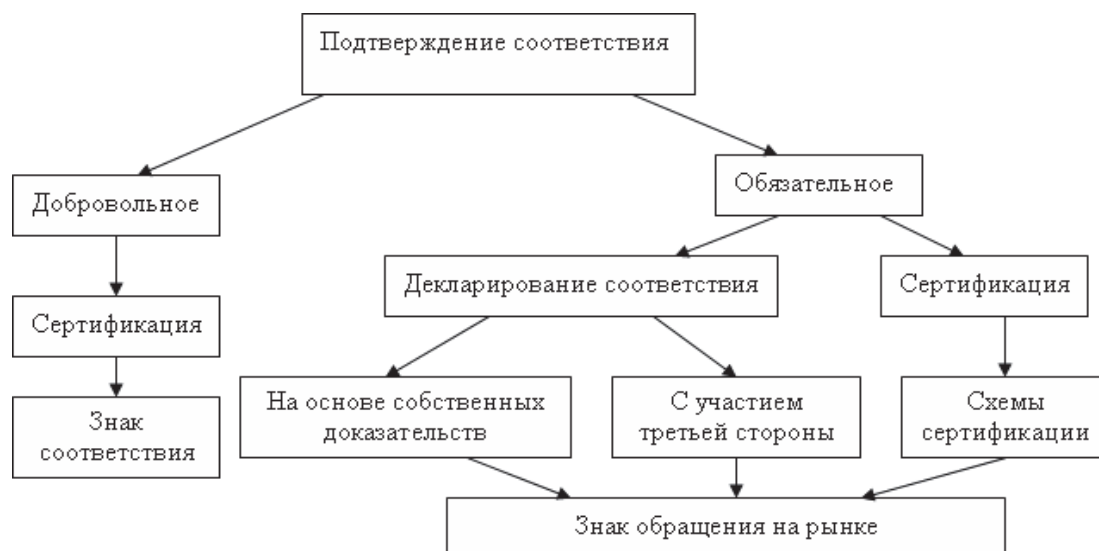 Подтверждение соответствия
Добровольное
Обязательное
Декларирование соответствия
Сертификация
Сертификация
На основе собственных
доказательств
С участием
третьей стороны
Схемы
сертификации
Знак
соответствия
Знак обращения на рынке